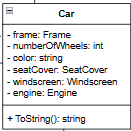 Car
- frame: Frame
- numberOfWheels: int
- color: string
- seatCover: SeatCover
- windscreen: Windscreen
- engine: Engine
+ ToString(): string